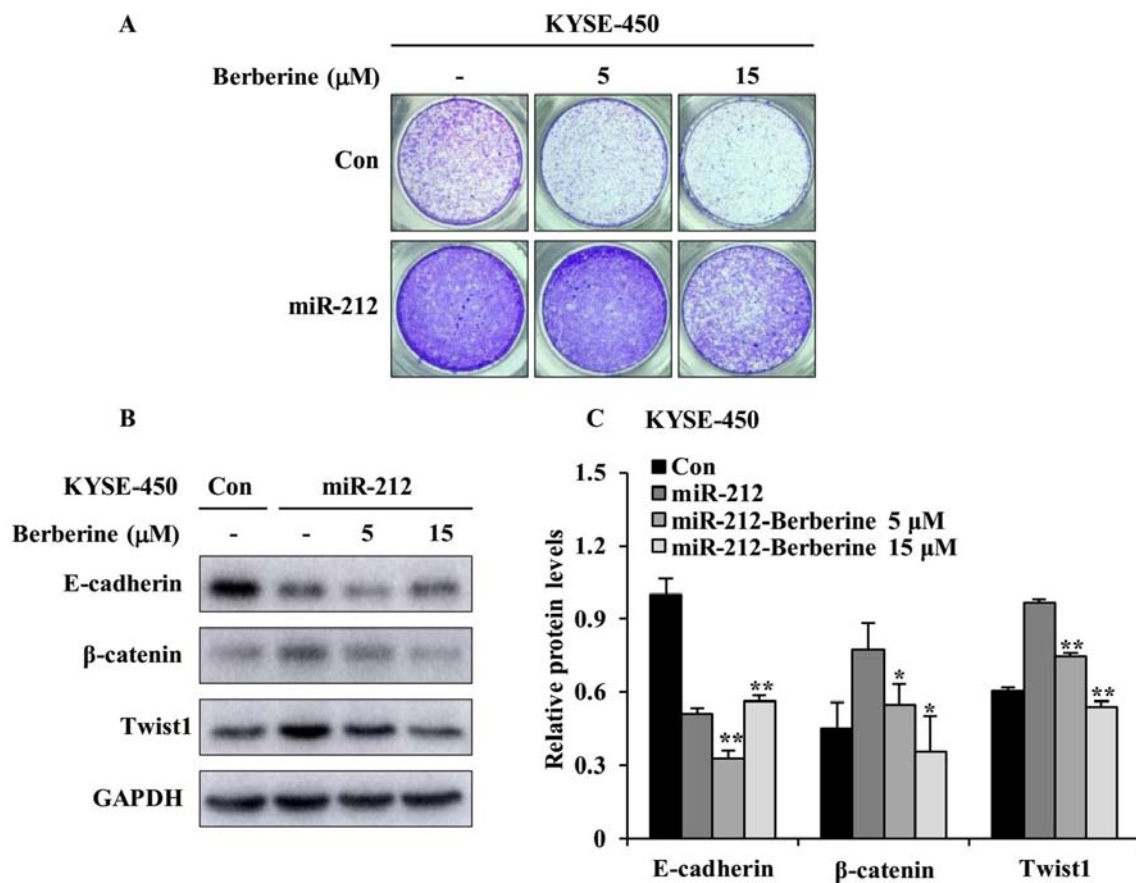 A
KYSE-450
Berberine (μM) - 5 15
Con
miR-212
B
KYSE-450 Con miR-212
Berberine (μM) - - 5 15
E-cadherin
β-catenin
Twist1
GAPDH
C KYSE-450
Con
miR-212
miR-212-Berberine 5 μM
miR-212-Berberine 15 μM
Relative protein levels
1.5
1.2
0.9
0.6
0.3
0
** **
* *
** **
E-cadherin β-catenin Twist1